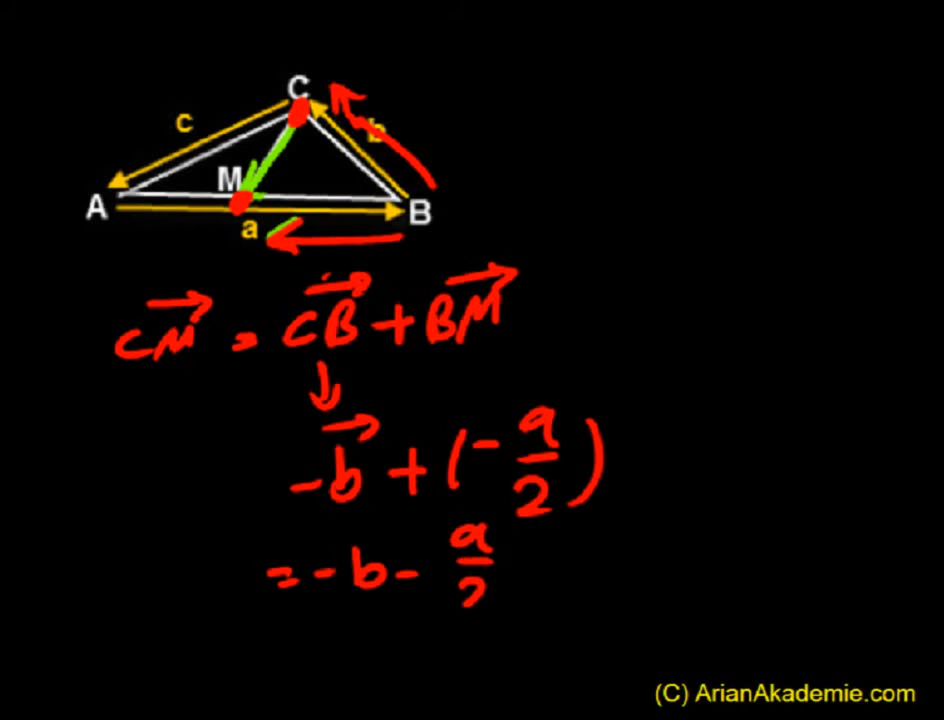 C
c
b
M
A
B
a
CM = CB + BM
-b + (-a/2)
= -b - a/2
(C) ArianAkademie.com